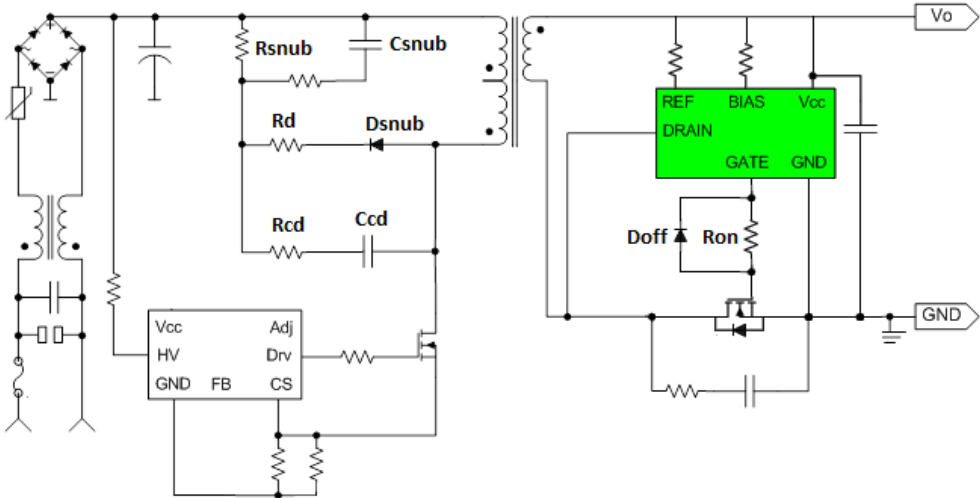 Vo
Rsnub
Csnub
REF BIAS Vcc
DRAIN
GATE GND
Rd
Dsnub
Rcd
Ccd
Doff
Ron
GND
Vcc Adj
HV Drv
GND FB CS